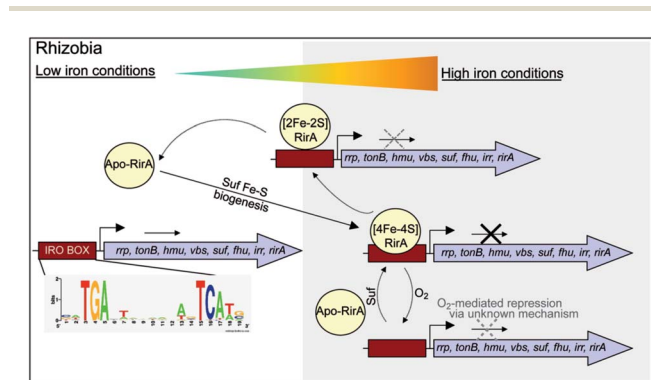 Rhizobia
Low iron conditions
High iron conditions
[2Fe-2S]
RirA
rrp, tonB, hmu, vbs, suf, fhu, irr, rirA
Apo-RirA
Suf Fe-S
biogenesis
[4Fe-4S]
RirA
IRO BOX
rrp, tonB, hmu, vbs, suf, fhu, irr, rirA
rrp, tonB, hmu, vbs, suf, fhu, irr, rirA
bits
TGA
TCAT
Apo-RirA
Suf
O2
O2-mediated repression
via unknown mechanism
rrp, tonB, hmu, vbs, suf, fhu, irr, rirA